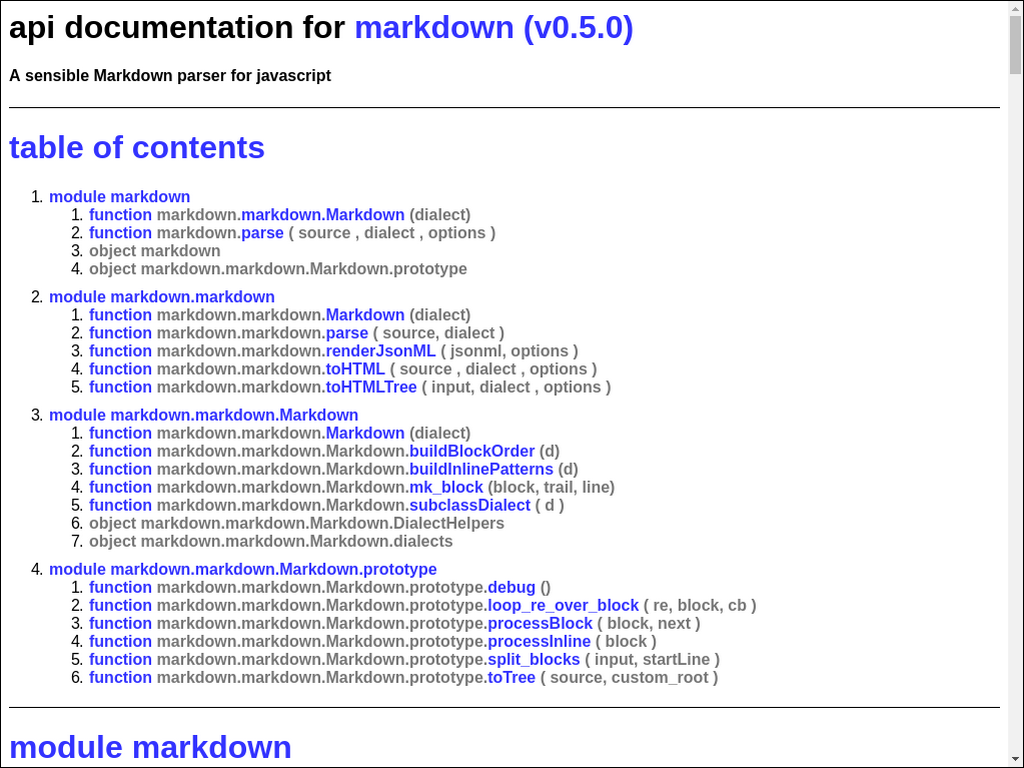 api documentation for markdown (v0.5.0)
A sensible Markdown parser for javascript
table of contents
1. module markdown
1. function markdown.markdown.Markdown (dialect)
2. function markdown.parse ( source , dialect , options )
3. object markdown
4. object markdown.markdown.Markdown.prototype
2. module markdown.markdown
1. function markdown.markdown.Markdown (dialect)
2. function markdown.markdown.parse ( source, dialect )
3. function markdown.markdown.renderJsonML ( jsonml, options )
4. function markdown.markdown.toHTML ( source , dialect , options )
5. function markdown.markdown.toHTMLTree ( input, dialect , options )
3. module markdown.markdown.Markdown
1. function markdown.markdown.Markdown (dialect)
2. function markdown.markdown.Markdown.buildBlockOrder (d)
3. function markdown.markdown.Markdown.buildInlinePatterns (d)
4. function markdown.markdown.Markdown.mk_block (block, trail, line)
5. function markdown.markdown.Markdown.subclassDialect ( d )
6. object markdown.markdown.Markdown.DialectHelpers
7. object markdown.markdown.Markdown.dialects
4. module markdown.markdown.Markdown.prototype
1. function markdown.markdown.Markdown.prototype.debug ()
2. function markdown.markdown.Markdown.prototype.loop_re_over_block ( re, block, cb )
3. function markdown.markdown.Markdown.prototype.processBlock ( block, next )
4. function markdown.markdown.Markdown.prototype.processInline ( block )
5. function markdown.markdown.Markdown.prototype.split_blocks ( input, startLine )
6. function markdown.markdown.Markdown.prototype.toTree ( source, custom_root )
module markdown